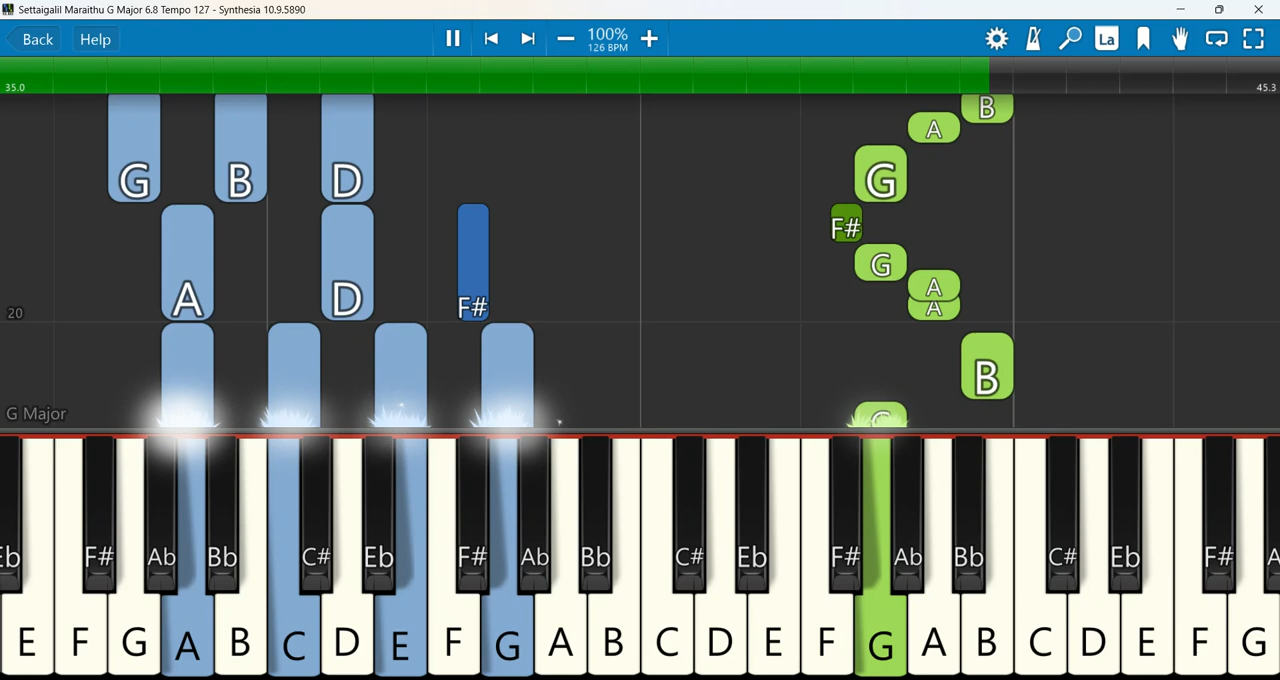 Settaigalil Maraithu G Major 6.8 Tempo 127 - Synthesia 10.9.5890
Back Help 100% La
126 BPM
35.0 45.3
B
A
G B D G
F#
G
A D F# A
A
20
B
G Major G
Eb F# Ab Bb C# Eb F# Ab Bb C# Eb F# Ab Bb C# Eb F# A
E F G A B C D E F G A B C D E F G A B C D E F G